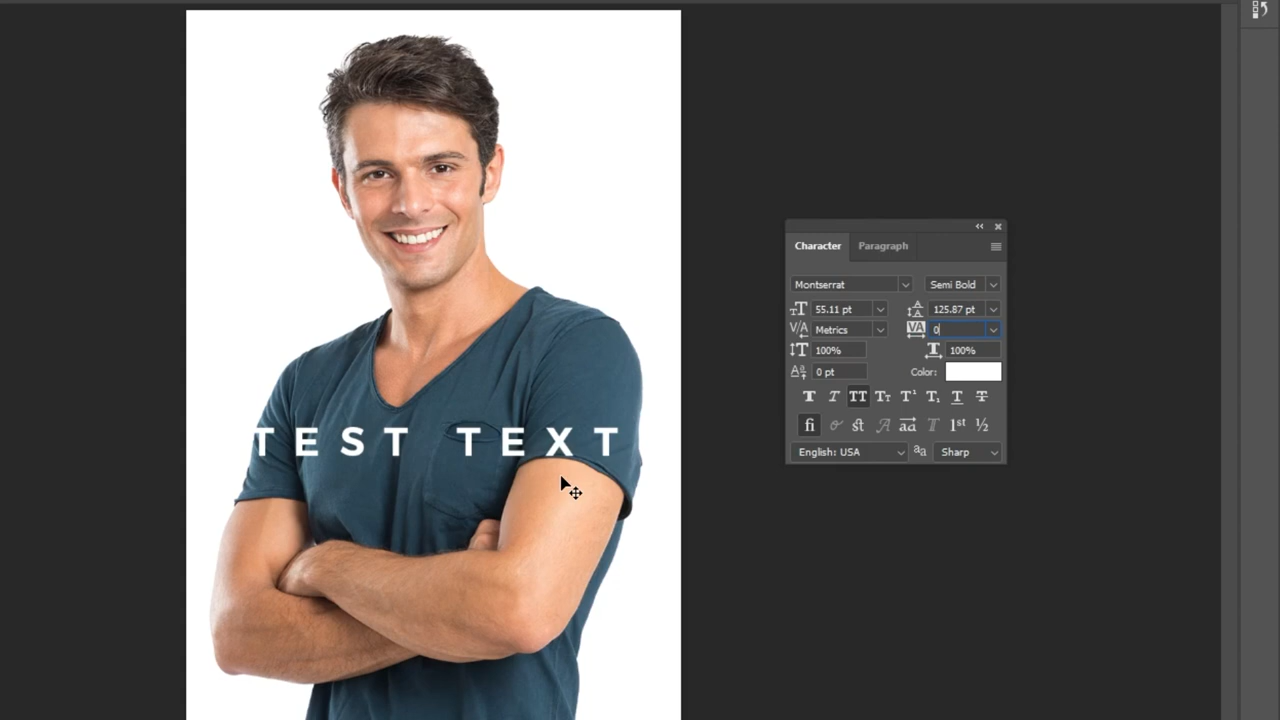 TEST TEXT
Character Paragraph
Montserrat Semi Bold
55.11 pt 125.87 pt
Metrics 0
100% 100%
0 pt Color:
English: USA Sharp